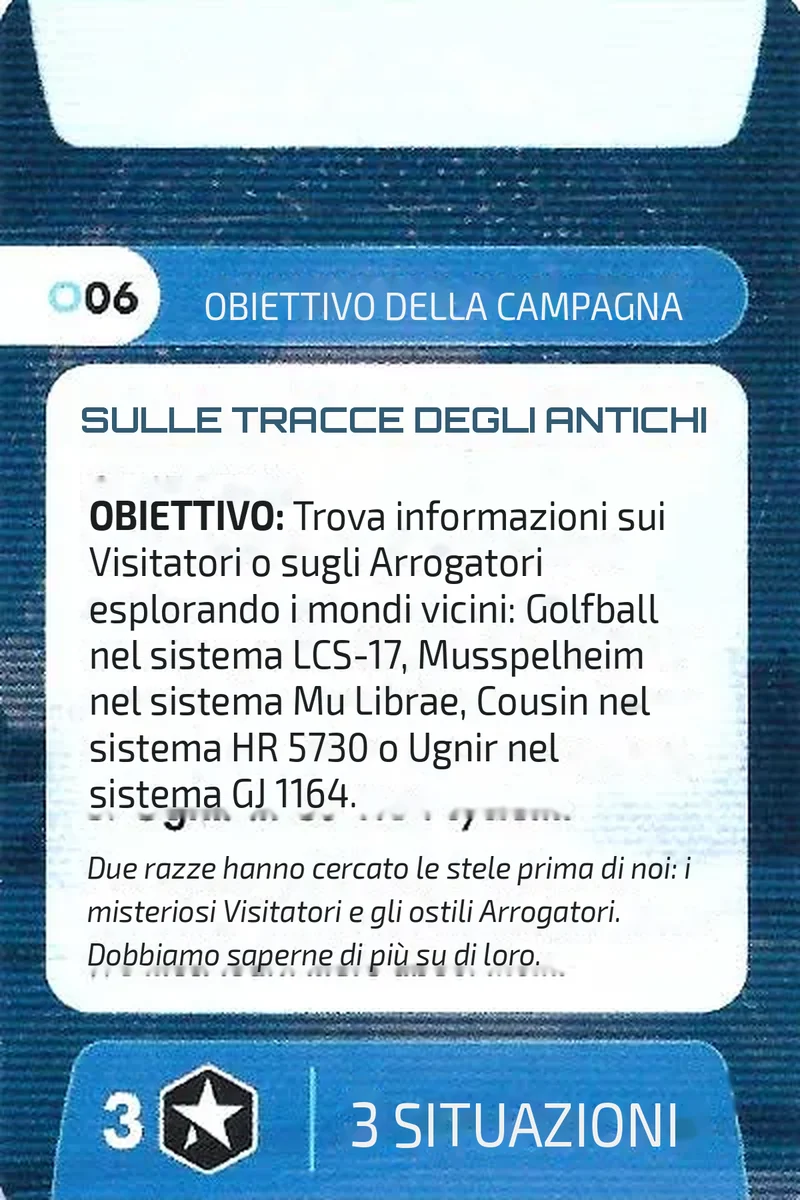 006
OBIETTIVO DELLA CAMPAGNA
SULLE TRACCE DEGLI ANTICHI
OBIETTIVO: Trova informazioni sui
Visitatori o sugli Arrogatori
esplorando i mondi vicini: Golfball
nel sistema LCS-17, Musspelheim
nel sistema Mu Librae, Cousin nel
sistema HR 5730 o Ugnir nel
sistema GJ 1164.
Due razze hanno cercato le stele prima di noi: i
misteriosi Visitatori e gli ostili Arrogatori.
Dobbiamo saperne di più su di loro.
3
3 SITUAZIONI